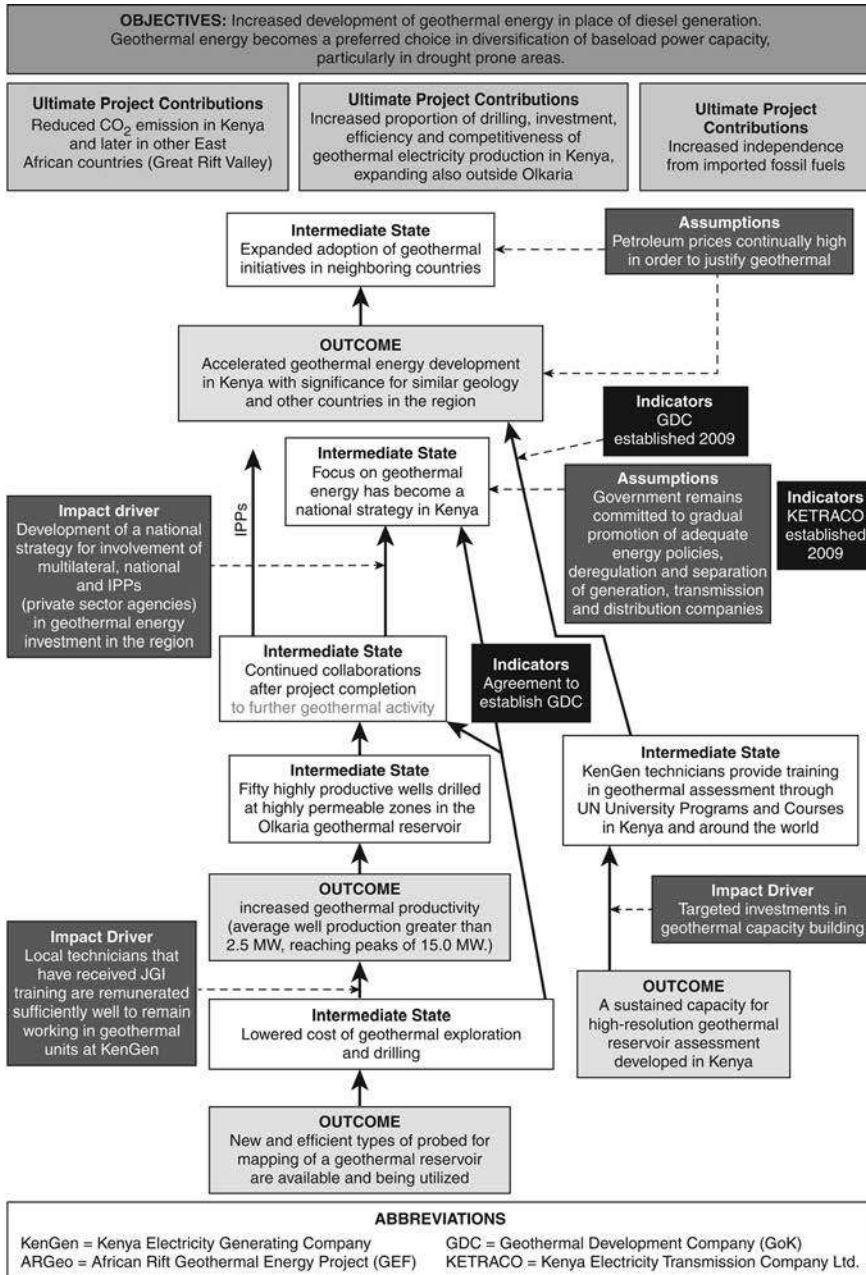 OBJECTIVES: Increased development of geothermal energy in place of diesel generation.
Geothermal energy becomes a preferred choice in diversification of baseload power capacity,
particularly in drought prone areas.
Ultimate Project Contributions
Reduced CO2 emission in Kenya
and later in other East
African countries (Great Rift Valley)
Ultimate Project Contributions
Increased proportion of drilling, investment,
efficiency and competitiveness of
geothermal electricity production in Kenya,
expanding also outside Olkaria
Ultimate Project
Contributions
Increased independence
from imported fossil fuels
Intermediate State
Expanded adoption of geothermal
initiatives in neighboring countries
Assumptions
Petroleum prices continually high
in order to justify geothermal
OUTCOME
Accelerated geothermal energy development
in Kenya with significance for similar geology
and other countries in the region
Indicators
GDC
established 2009
Intermediate State
Focus on geothermal
energy has become a
national strategy in Kenya
Assumptions
Government remains
committed to gradual
promotion of adequate
energy policies,
deregulation and separation
of generation, transmission
and distribution companies
Indicators
KETRACO
established
2009
Impact driver
Development of a national
strategy for involvement of
multilateral, national
and IPPs
(private sector agencies)
in geothermal energy
investment in the region
IPPs
Intermediate State
Continued collaborations
after project completion
to further geothermal activity
Indicators
Agreement to
establish GDC
Intermediate State
Fifty highly productive wells drilled
at highly permeable zones in the
Olkaria geothermal reservoir
Intermediate State
KenGen technicians provide training
in geothermal assessment through
UN University Programs and Courses
in Kenya and around the world
OUTCOME
increased geothermal productivity
(average well production greater than
2.5 MW, reaching peaks of 15.0 MW.)
Impact Driver
Targeted investments in
geothermal capacity building
Impact Driver
Local technicians that
have received JGI
training are remunerated
sufficiently well to remain
working in geothermal
units at KenGen
Intermediate State
Lowered cost of geothermal exploration
and drilling
OUTCOME
A sustained capacity for
high-resolution geothermal
reservoir assessment
developed in Kenya
OUTCOME
New and efficient types of probed for
mapping of a geothermal reservoir
are available and being utilized
ABBREVIATIONS
KenGen = Kenya Electricity Generating Company
GDC = Geothermal Development Company (GoK)
ARGeo = African Rift Geothermal Energy Project (GEF)
KETRACO = Kenya Electricity Transmission Company Ltd.